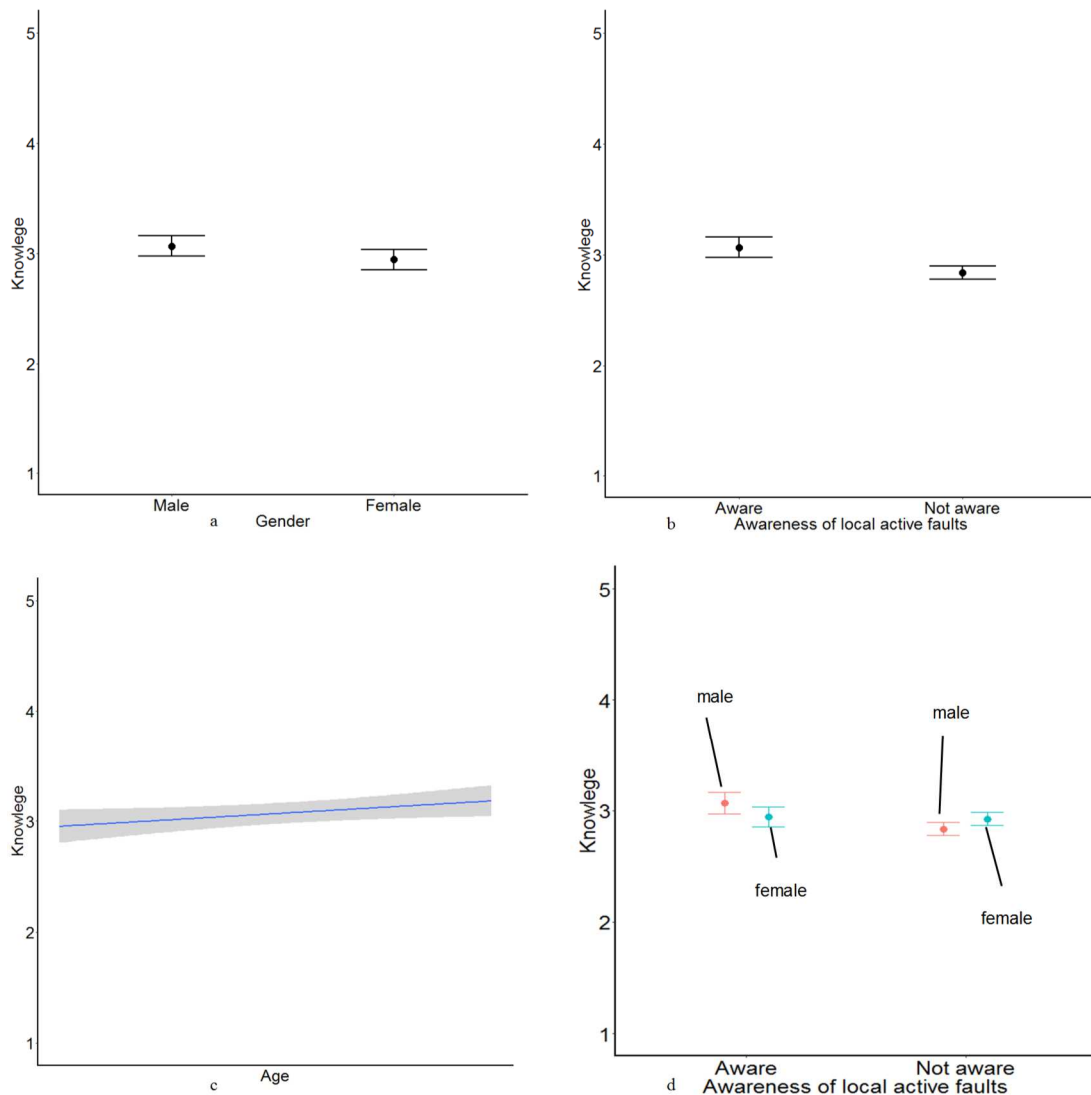 5
4
3
2
1
Knowlege
Male
Female
a
Gender
5
4
3
2
1
Knowlege
Aware
Not aware
b
Awareness of local active faults
5
4
3
2
1
Knowlege
c
Age
5
4
3
2
1
Knowlege
male
female
male
female
Aware
Not aware
Awareness of local active faults
d